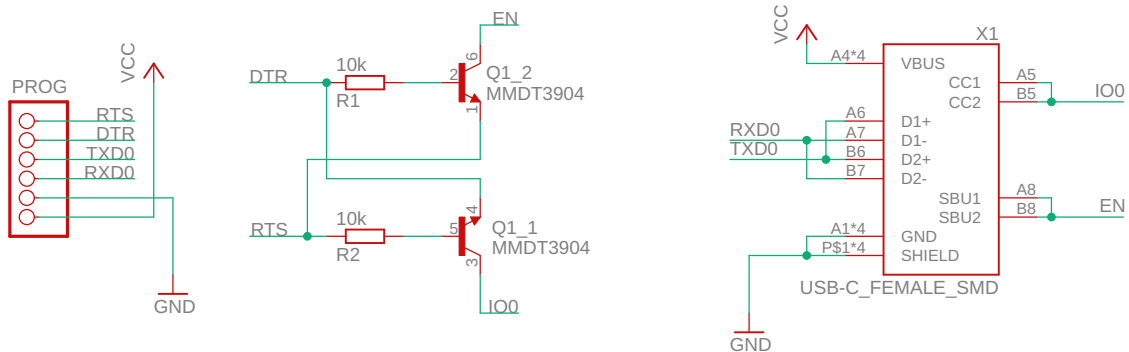 PROG
VCC
RTS
DTR
TXD0
RXD0
GND
EN
10k
DTR
R1
2
6
1
Q1_2
MMDT3904
10k
RTS
R2
5
4
3
Q1_1
MMDT3904
IO0
VCC
X1
A4*4
VBUS
CC1
A5
CC2
B5
IO0
A6
D1+
RXD0
A7
D1-
TXD0
B6
D2+
B7
D2-
SBU1
A8
SBU2
B8
EN
A1*4
GND
P$1*4
SHIELD
USB-C_FEMALE_SMD
GND